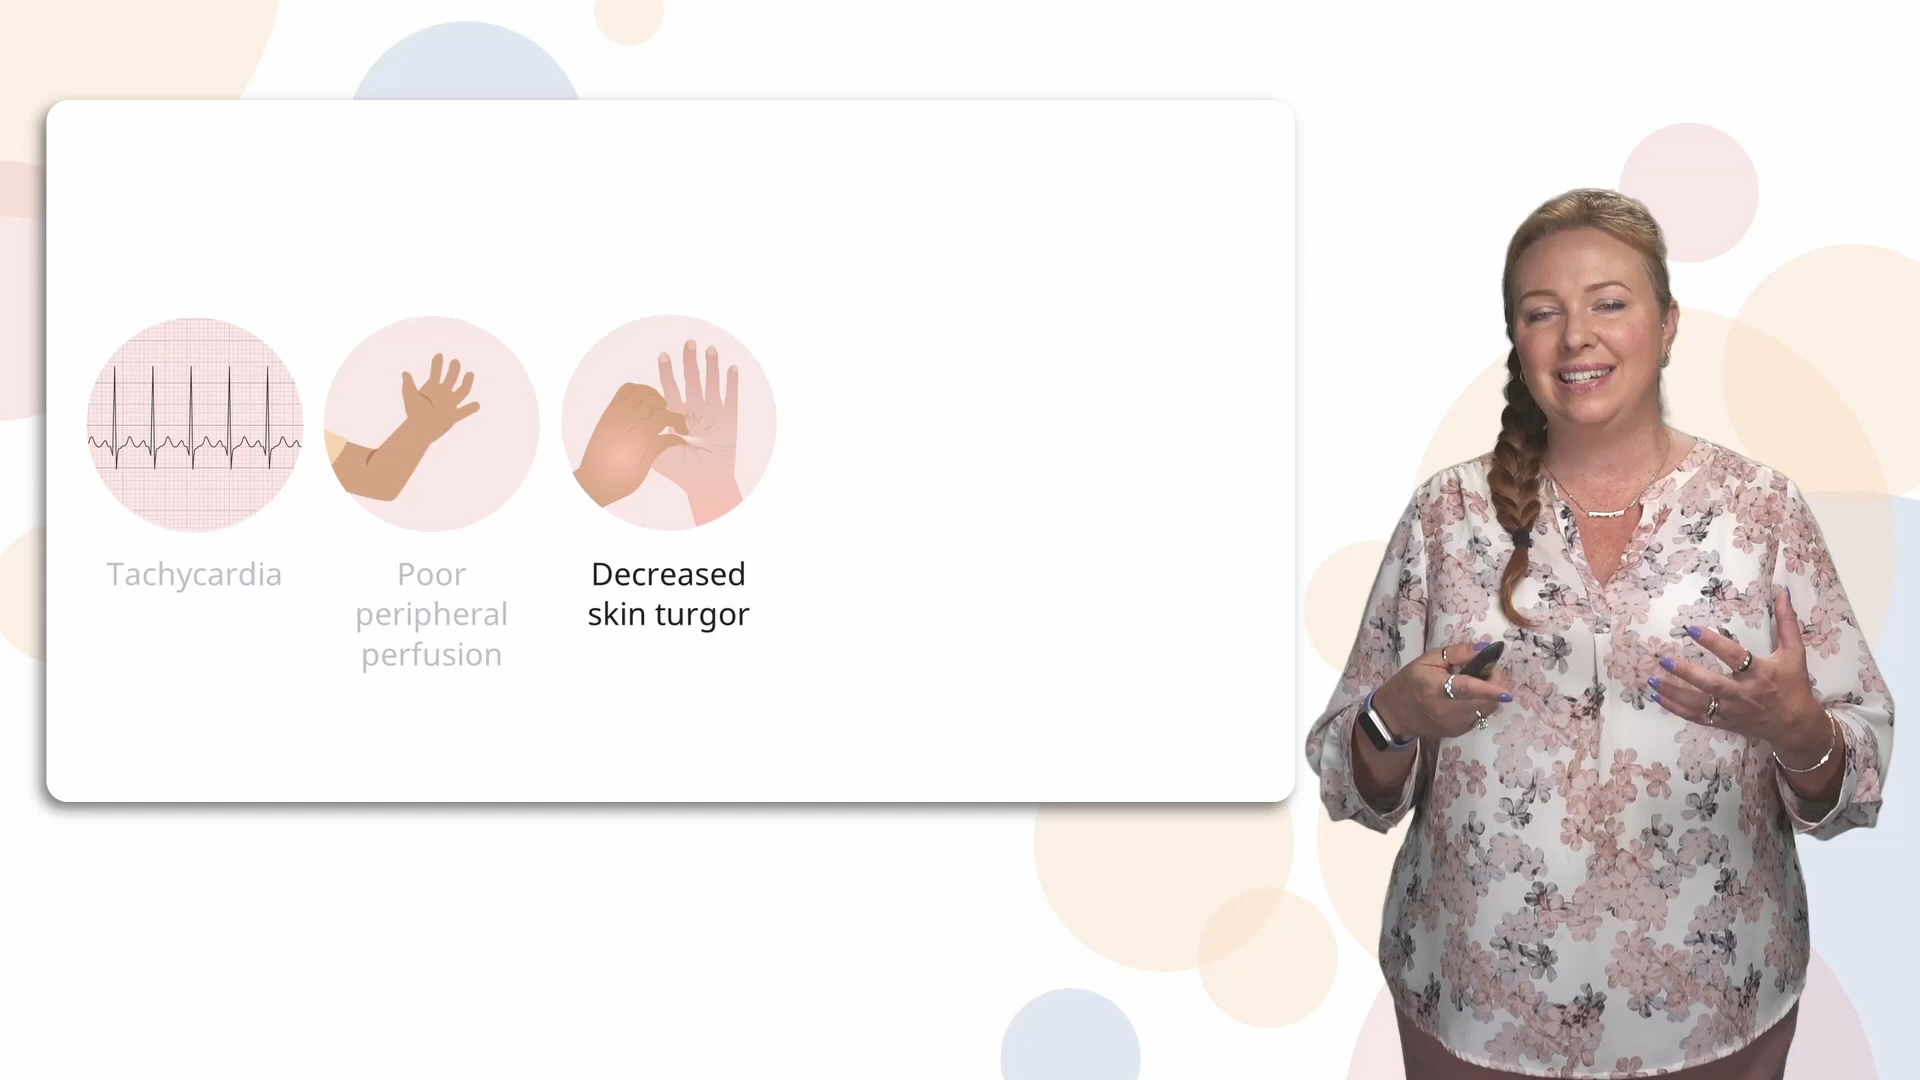 Tachycardia
Poor
peripheral
perfusion
Decreased
skin turgor